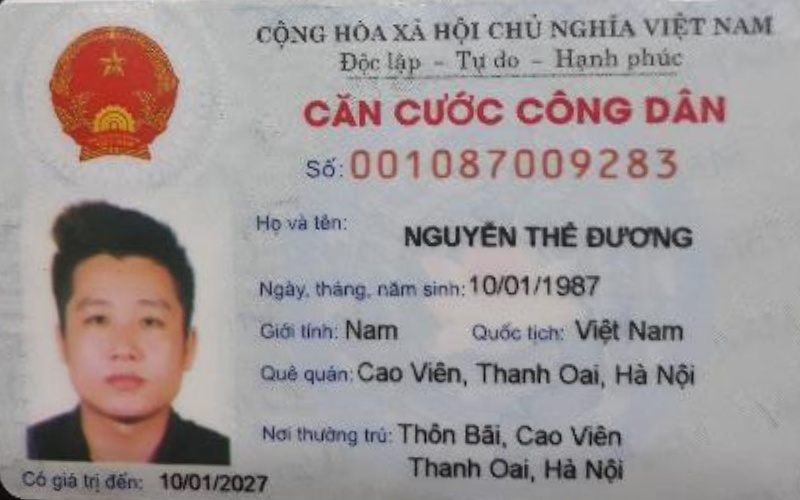 CỘNG HÒA XÃ HỘI CHỦ NGHĨA VIỆT NAM
Độc lập - Tự do - Hạnh phúc
CĂN CƯỚC CÔNG DÂN
Số: 001087009283
Họ và tên: NGUYỄN THẾ ĐƯƠNG
Ngày, tháng, năm sinh: 10/01/1987
Giới tính: Nam Quốc tịch: Việt Nam
Quê quán: Cao Viên, Thanh Oai, Hà Nội
Nơi thường trú: Thôn Bãi, Cao Viên
Thanh Oai, Hà Nội
Có giá trị đến: 10/01/2027